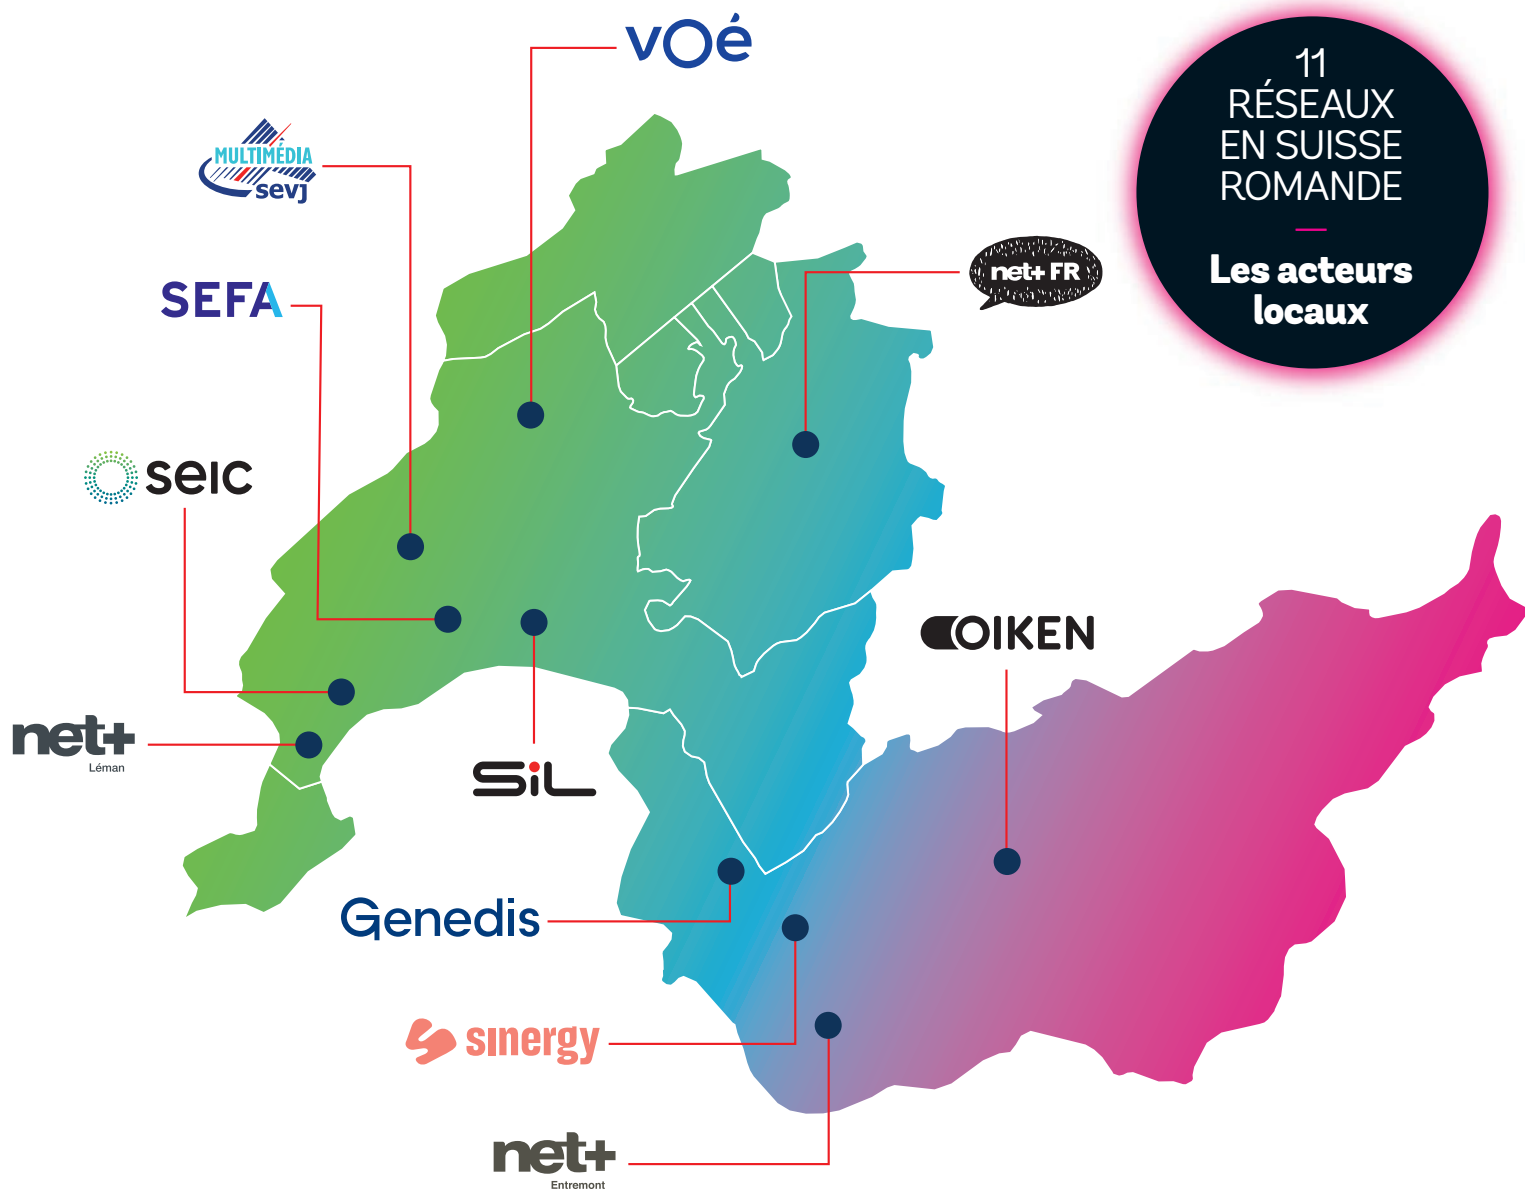 voé
11
RÉSEAUX
EN SUISSE
ROMANDE
Les acteurs
locaux
MULTIMÉDIA
sevj
net+ FR
SEFA
seic
OIKEN
net+
Léman
SiL
Genedis
sinergy
net+
Entremont